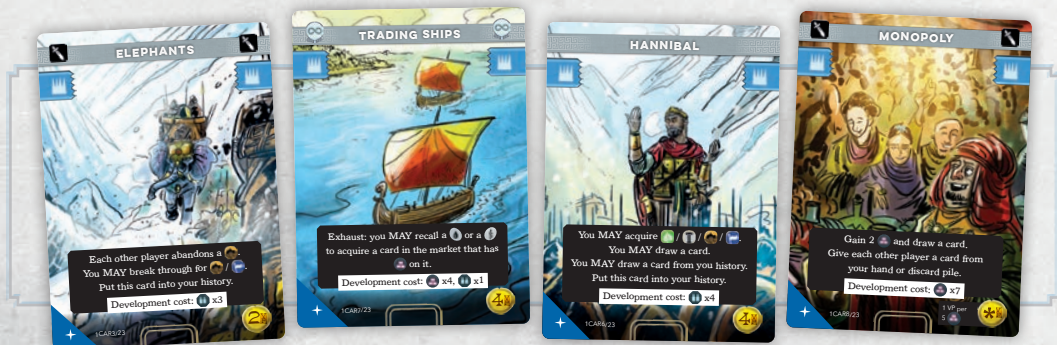 ELEPHANTS
Each other player abandons a
You MAY break through for / .
Put this card into your history.
Development cost: x3
2
1CAR3/23
TRADING SHIPS
Exhaust: you MAY recall a or a
to acquire a card in the market that has
on it.
Development cost: x4, x1
4
1CAR7/23
HANNIBAL
You MAY acquire / / / .
You MAY draw a card.
You MAY draw a card from you history.
Put this card into your history.
Development cost: x4
4
1CAR6/23
MONOPOLY
Gain 2 and draw a card.
Give each other player a card from
your hand or discard pile.
Development cost: x7
1 VP per
5
*
1CAR8/23